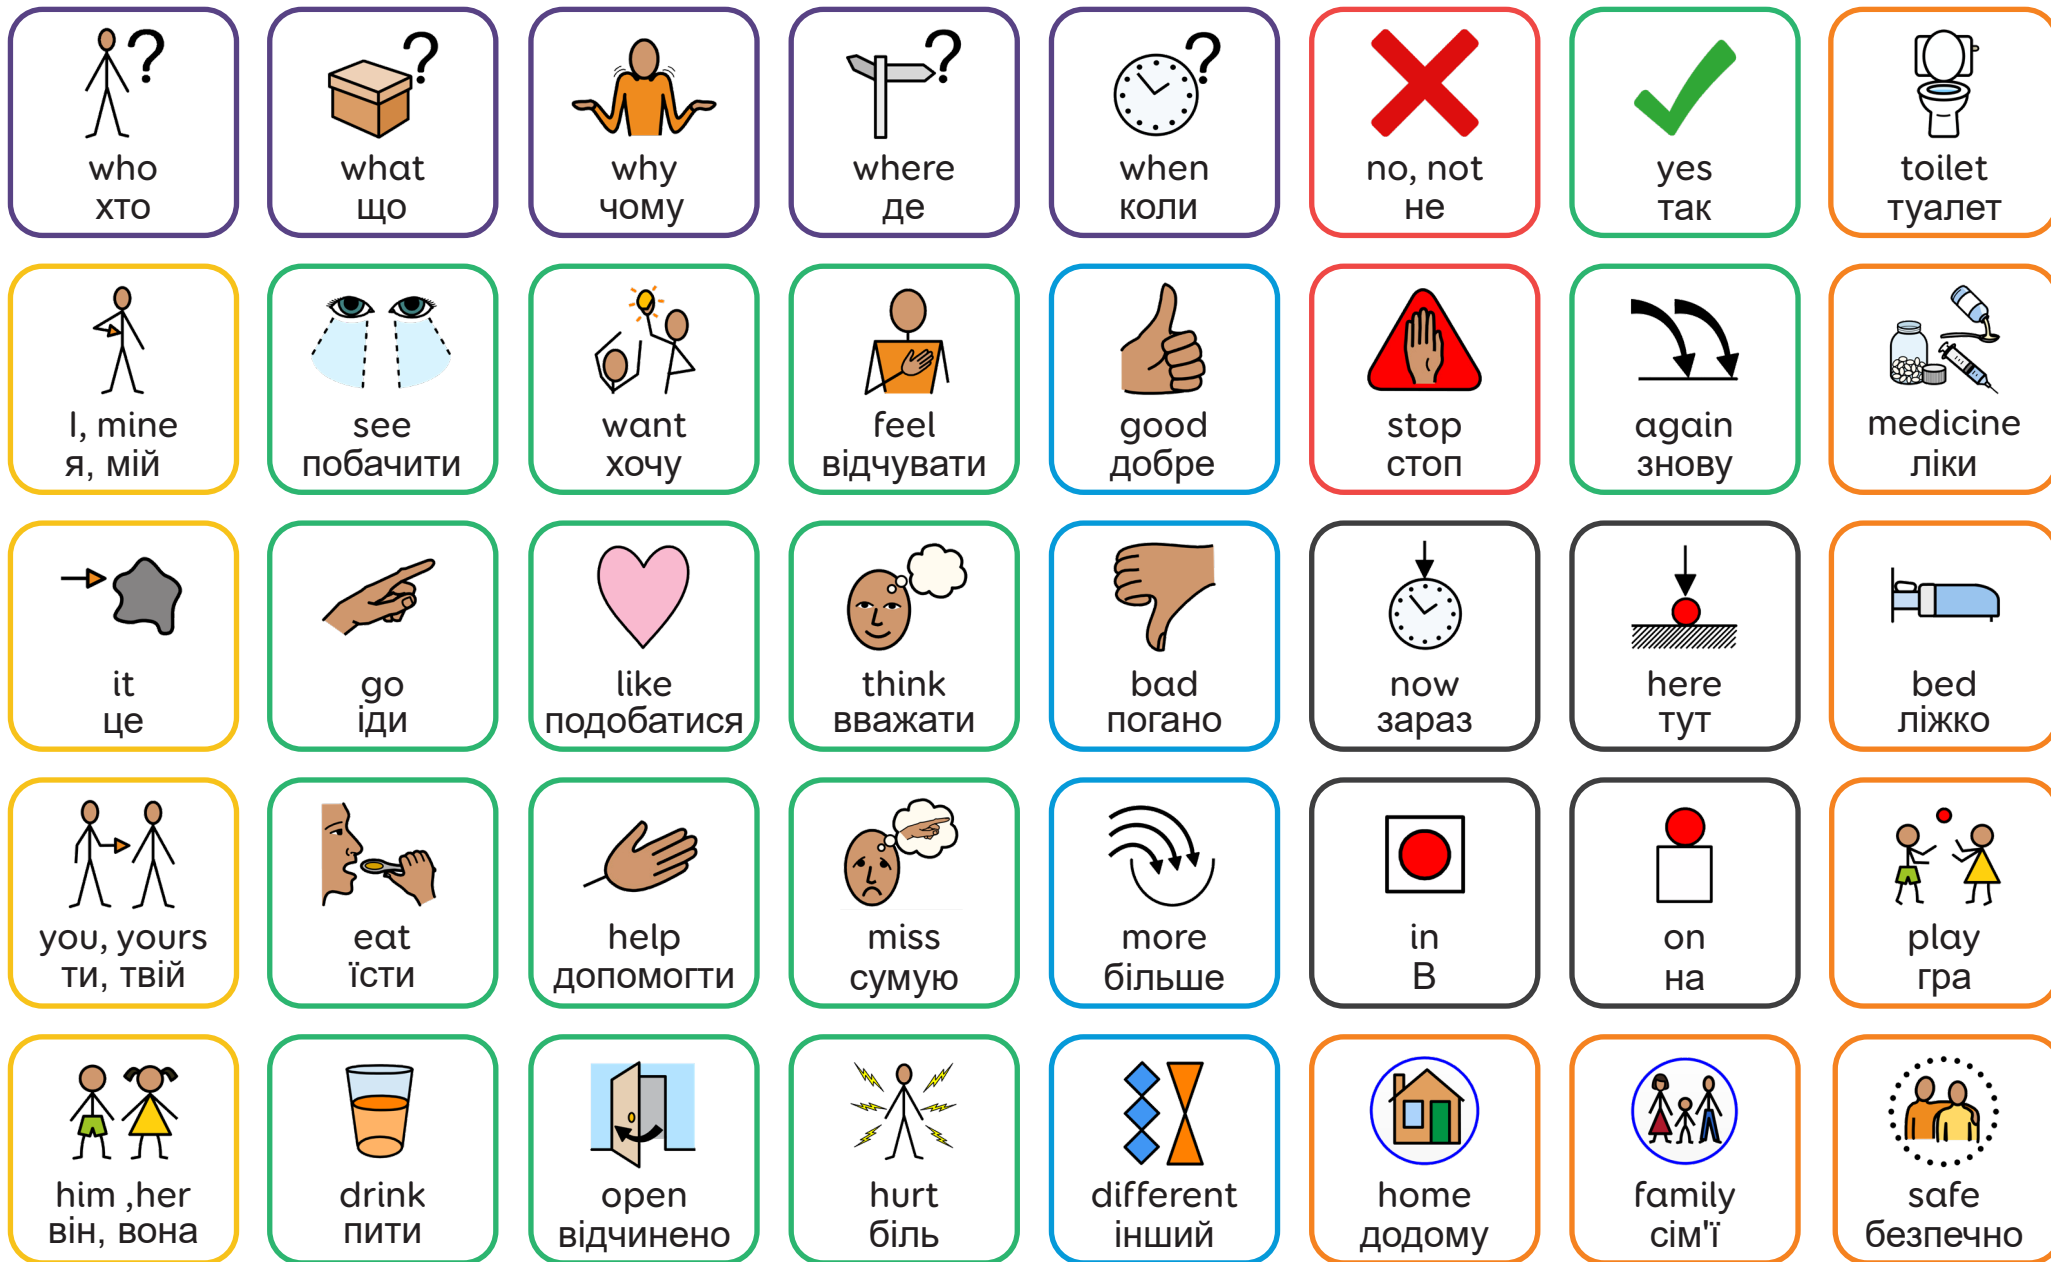 who
хто
what
що
why
чому
where
де
when
коли
no, not
не
yes
так
toilet
туалет
I, mine
я, мій
see
побачити
want
хочу
feel
відчувати
good
добре
stop
стоп
again
знову
medicine
ліки
it
це
go
іди
like
подобатися
think
вважати
bad
погано
now
зараз
here
тут
bed
ліжко
you, yours
ти, твій
eat
їсти
help
допомогти
miss
сумую
more
більше
in
В
on
на
play
гра
him ,her
він, вона
drink
пити
open
відчинено
hurt
біль
different
інший
home
додому
family
сім'ї
safe
безпечно